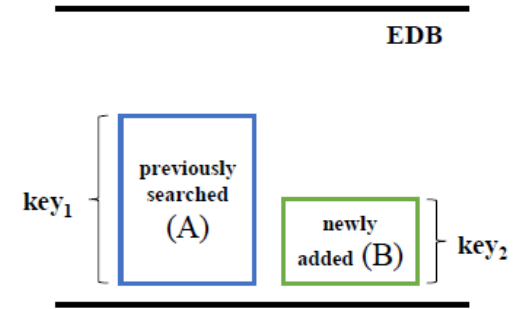 EDB
previously
searched
(A)
key1
newly
added (B)
key2